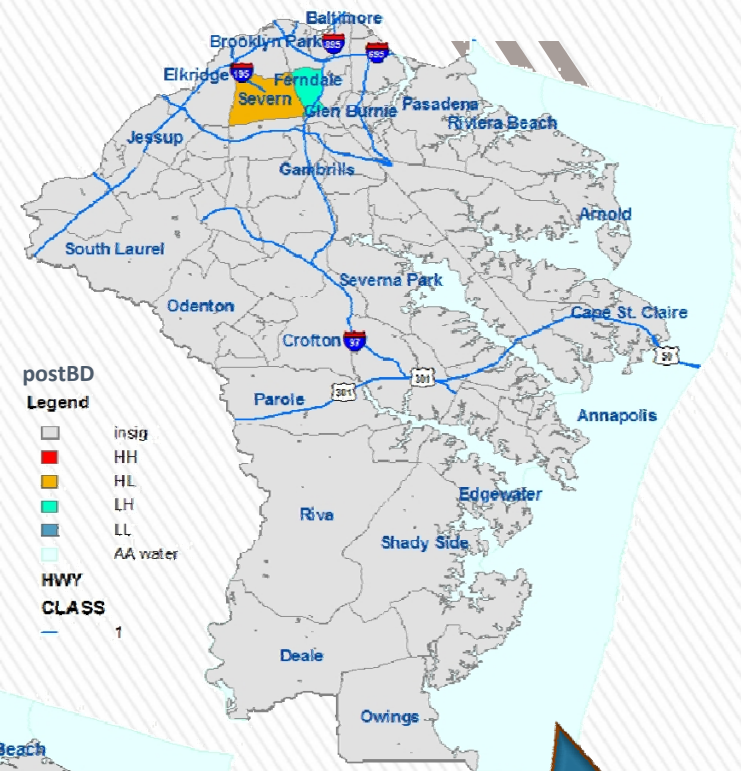 Baltimore
Brooklyn Park
895
695
Elkridge
195
Ferndale
Severn
Glen Burnie
Pasadena
Riviera Beach
Jessup
Gambrills
Arnold
South Laurel
Severna Park
Odenton
Cape St. Claire
Crofton
97
50
postBD
Legend
Parole
301
301
Annapolis
insig
HH
HL
LH
LL
AA water
HWY
CLASS
1
Edgewater
Riva
Shady Side
Deale
Owings
Beach